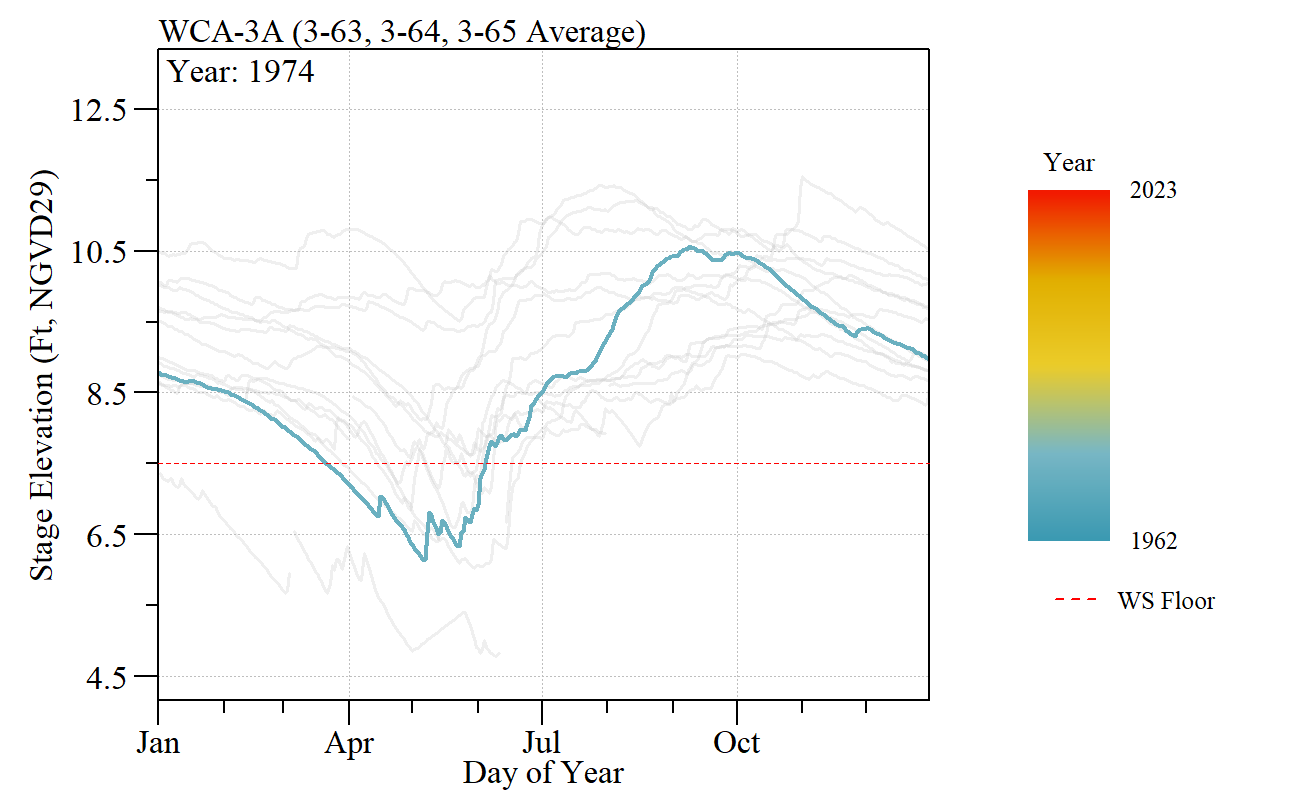 WCA-3A (3-63, 3-64, 3-65 Average)
Year: 1974
Stage Elevation (Ft, NGVD29)
12.5
10.5
8.5
6.5
4.5
Jan
Apr
Jul
Oct
Day of Year
Year
2023
1962
WS Floor